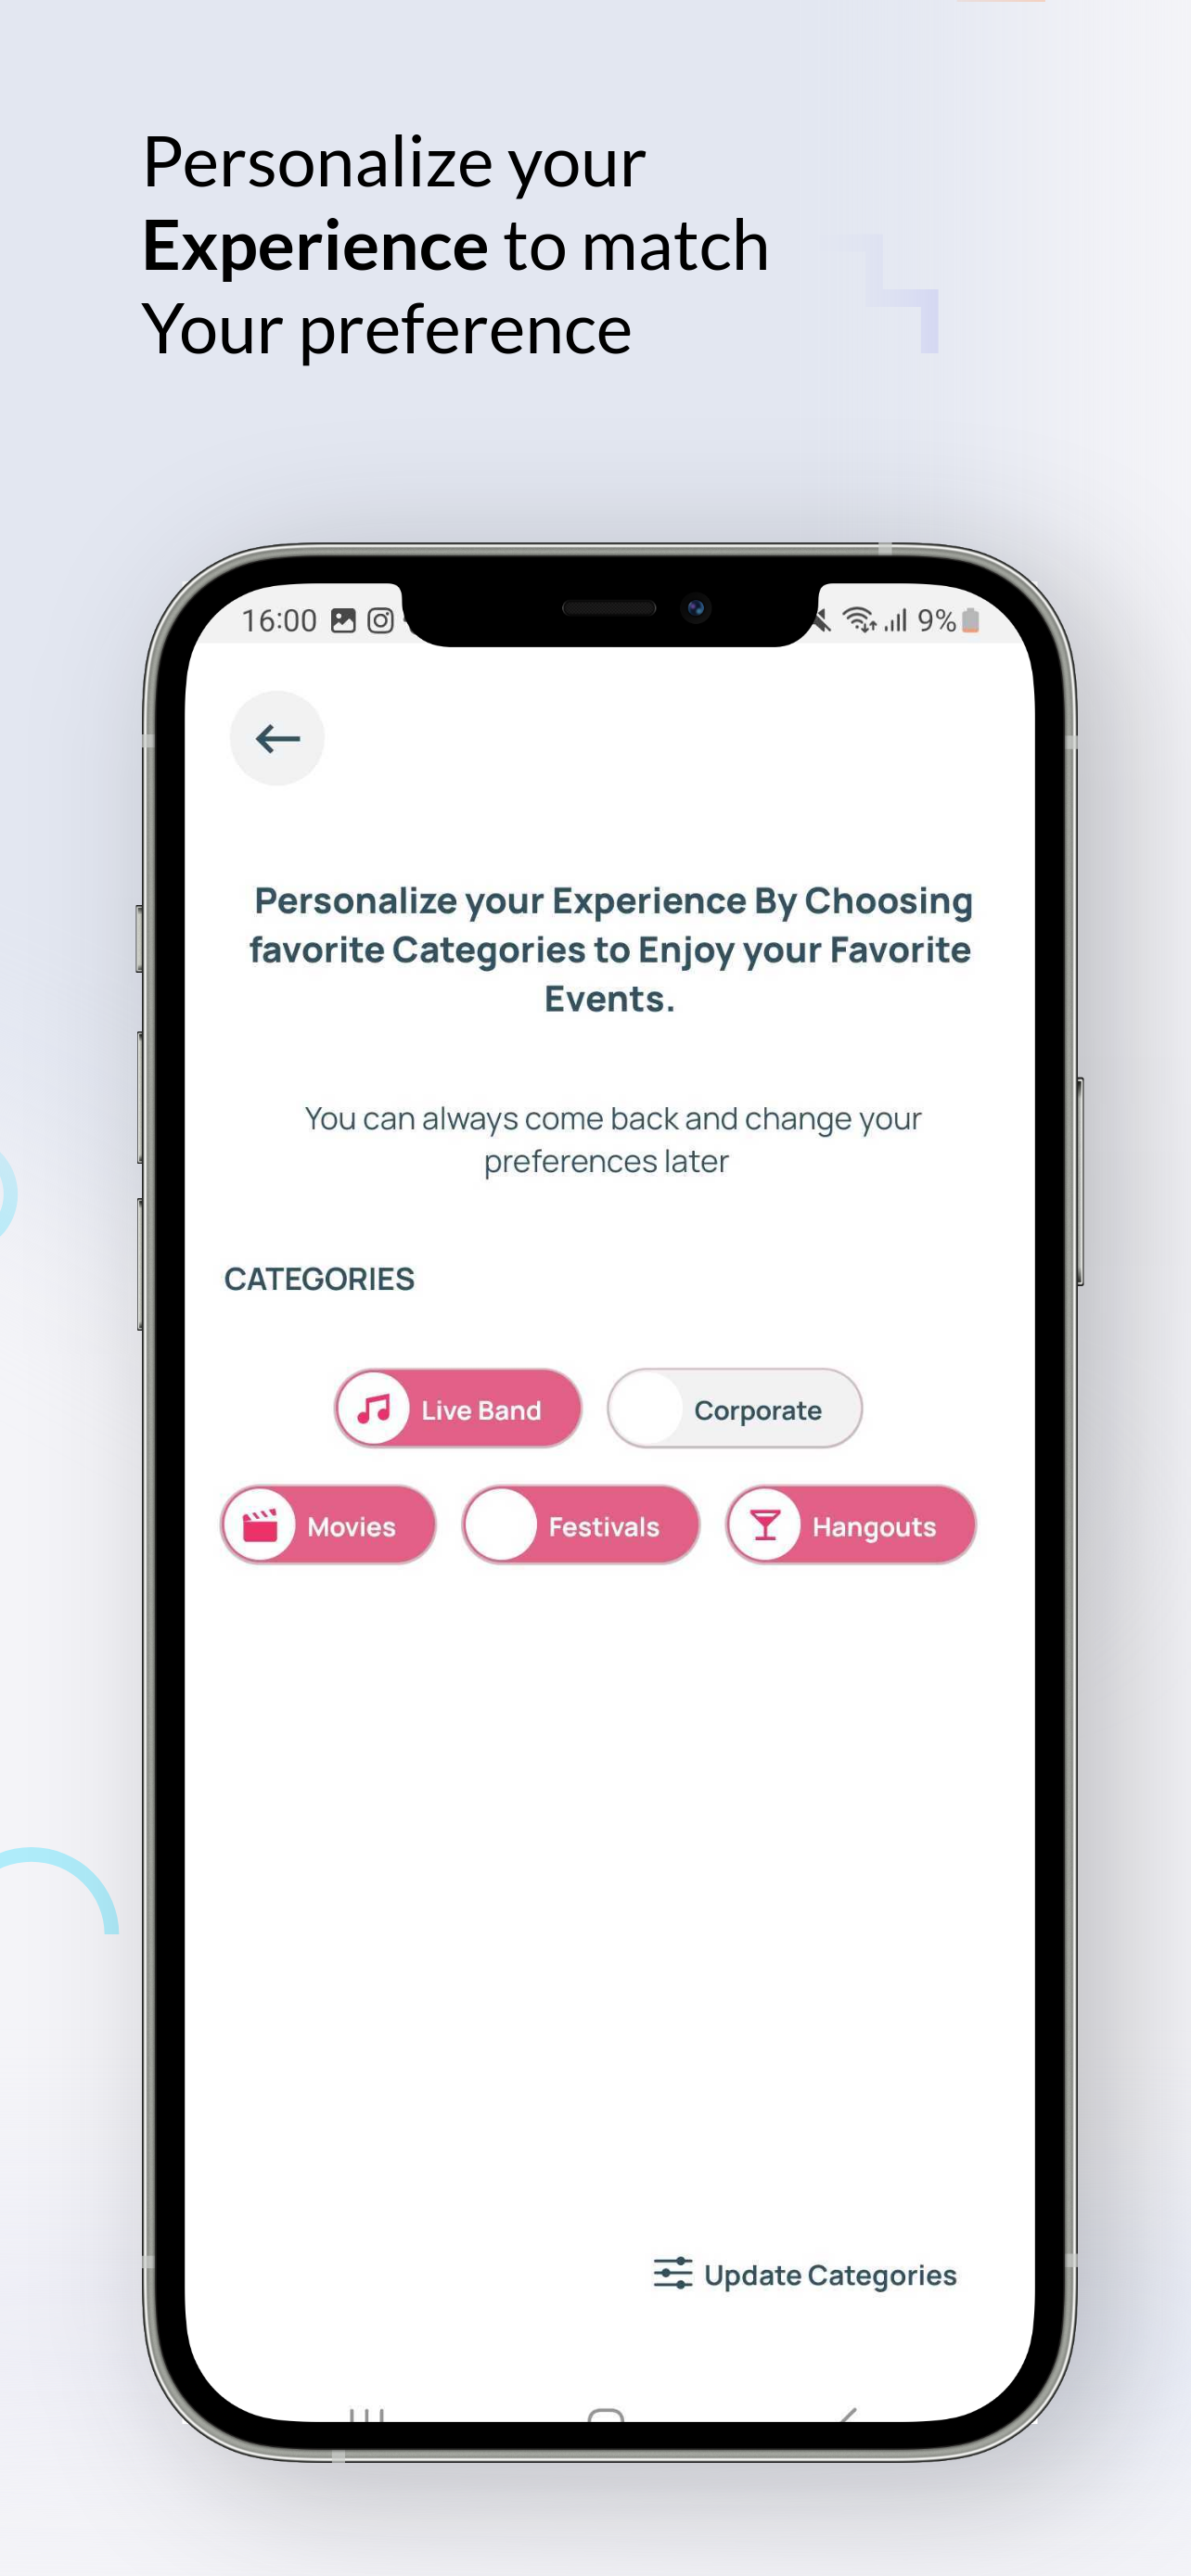 Personalize your
Experience to match
Your preference
16:00
9%
Personalize your Experience By Choosing
favorite Categories to Enjoy your Favorite
Events.
You can always come back and change your
preferences later
CATEGORIES
Live Band
Corporate
Movies
Festivals
Hangouts
Update Categories